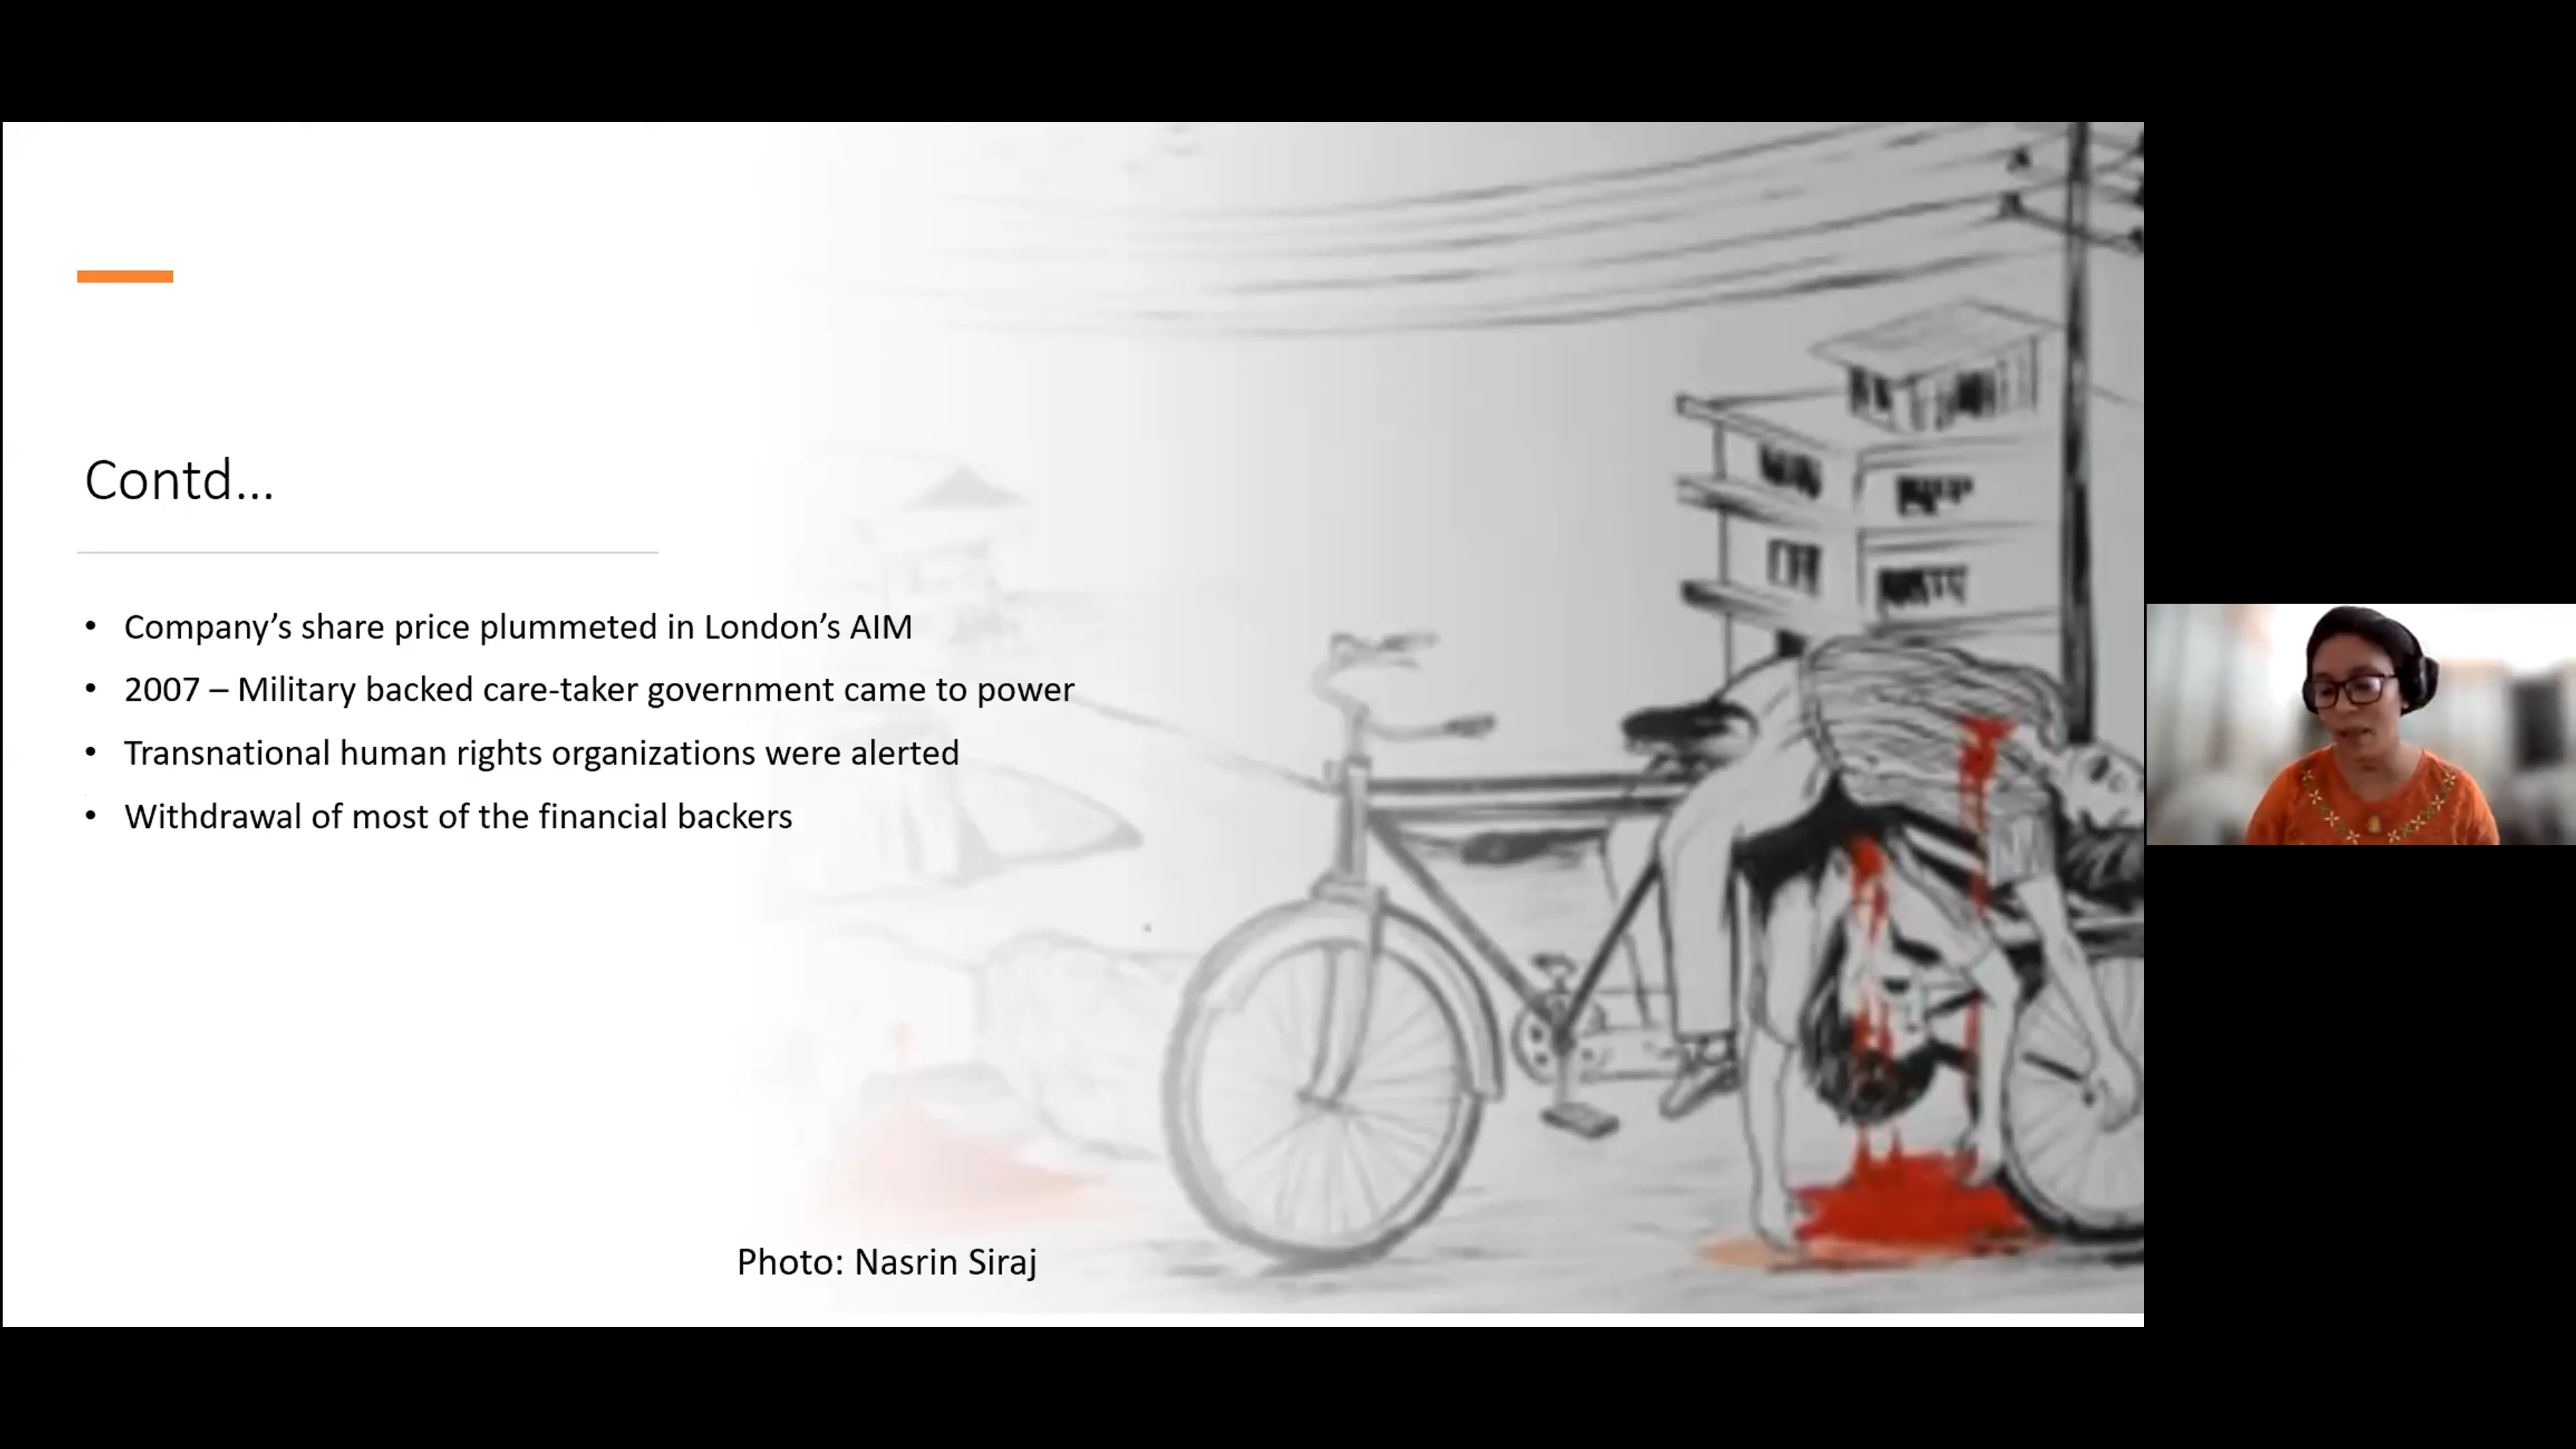 Contd...
• Company’s share price plummeted in London’s AIM
• 2007 – Military backed care-taker government came to power
• Transnational human rights organizations were alerted
• Withdrawal of most of the financial backers
Photo: Nasrin Siraj